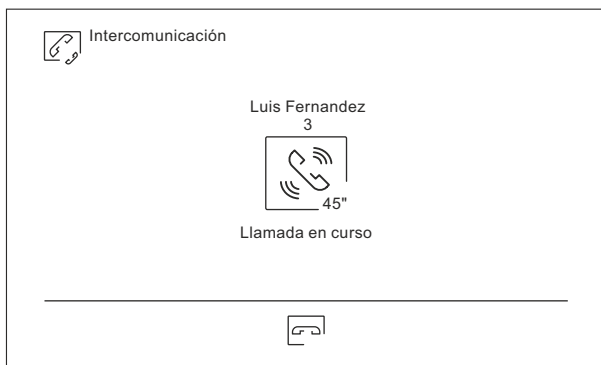 Intercomunicación
Luis Fernandez
3
45"
Llamada en curso